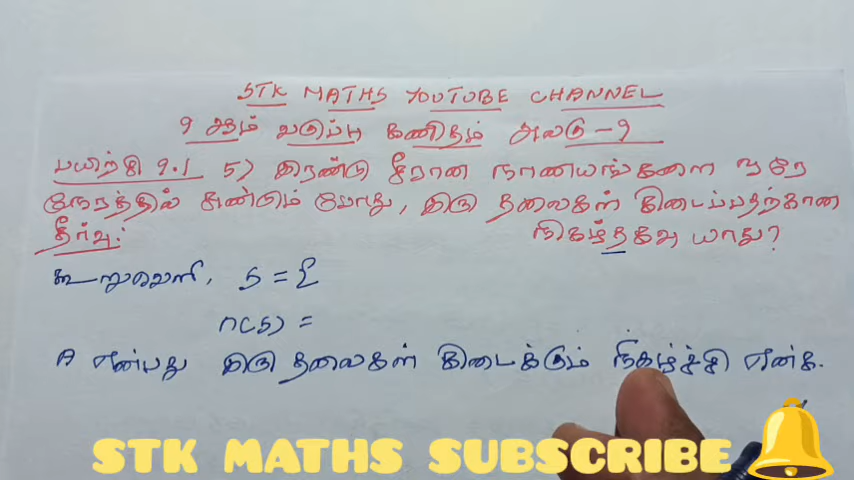 STK MATHS YOUTUBE CHANNEL
9 ஆம் வகுப்பு கணிதம் அலகு - 9
பயிற்சி 9.1 5) இரண்டு சீரான நாணயங்களை ஒரே
நேரத்தில் சுண்டும் போது, இரு தலைகள் கிடைப்பதற்கான
நிகழ்தகவு யாது?
தீர்வு:
கூறுவெளி, S = {
n(S) =
A என்பது இரு தலைகள் கிடைக்கும் நிகழ்ச்சி என்க.
STK MATHS SUBSCRIBE